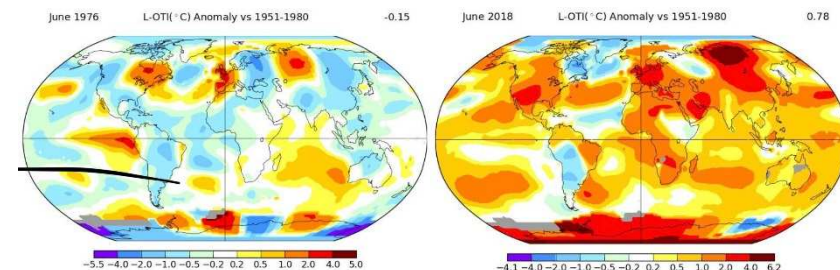 June 1976 L-OTI(°C) Anomaly vs 1951-1980 -0.15
June 2018 L-OTI(°C) Anomaly vs 1951-1980 0.78
-5.5 -4.0 -2.0 -1.0 -0.5 -0.2 0.2 0.5 1.0 2.0 4.0 5.0
-4.1 -4.0 -2.0 -1.0 -0.5 -0.2 0.2 0.5 1.0 2.0 4.0 6.2